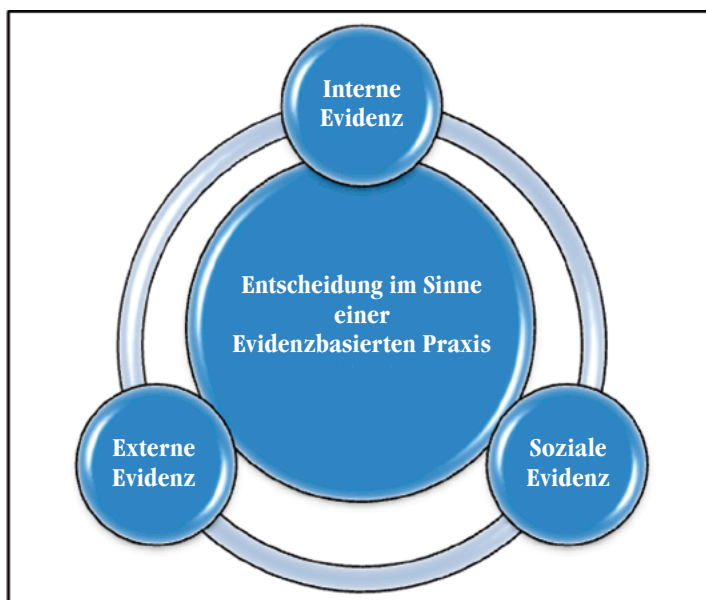 Interne
Evidenz
Entscheidung im Sinne
einer
Evidenzbasierten Praxis
Externe
Evidenz
Soziale
Evidenz